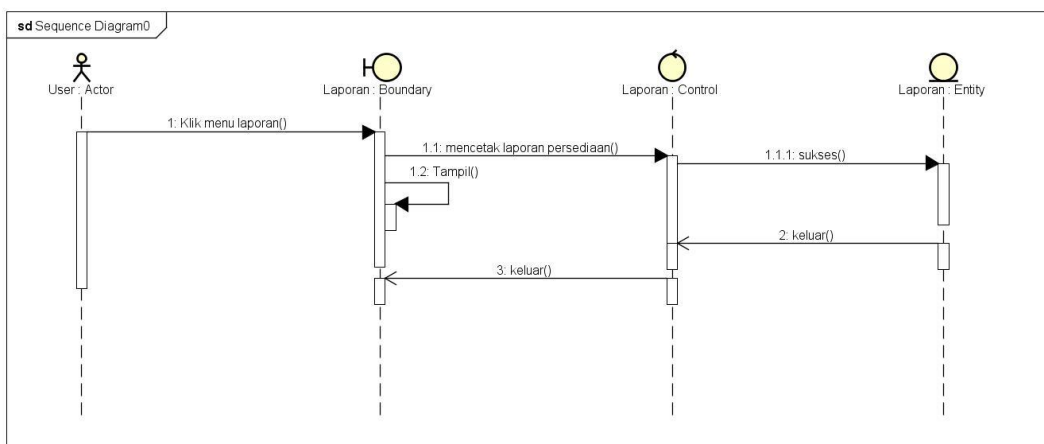 sd Sequence Diagram0
User : Actor
Laporan : Boundary
Laporan : Control
Laporan : Entity
1: Klik menu laporan()
1.1: mencetak laporan persediaan()
1.1.1: sukses()
1.2: Tampil()
2: keluar()
3: keluar()